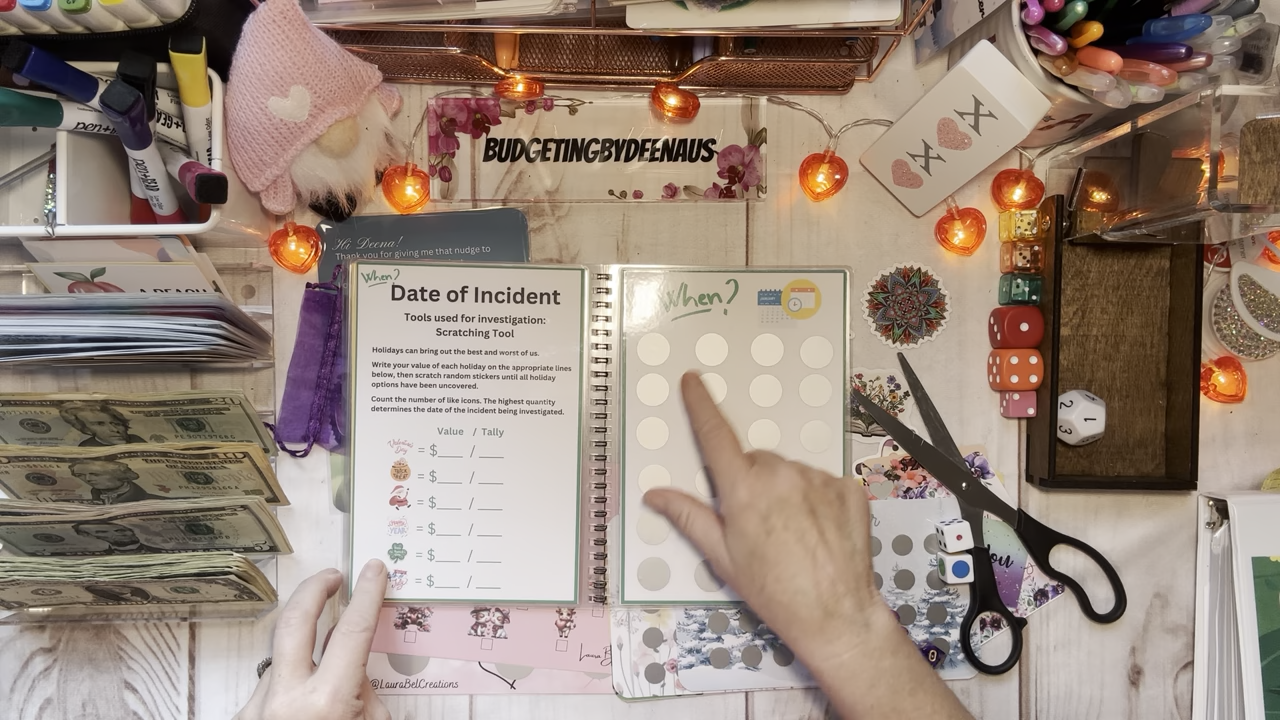 BUDGETINGBYDEENAUS
X
X
Hi Deena!
Thank you for giving me that nudge to
When?
Date of Incident
Tools used for investigation:
Scratching Tool
Holidays can bring out the best and worst of us.
Write your value of each holiday on the appropriate lines
below, then scratch random stickers until all holiday
options have been uncovered.
Count the number of like icons. The highest quantity
determines the date of the incident being investigated.
Value / Tally
= $___ / ___
= $___ / ___
= $___ / ___
= $___ / ___
= $___ / ___
= $___ / ___
When?
@LauraBelCreations
you
2
3